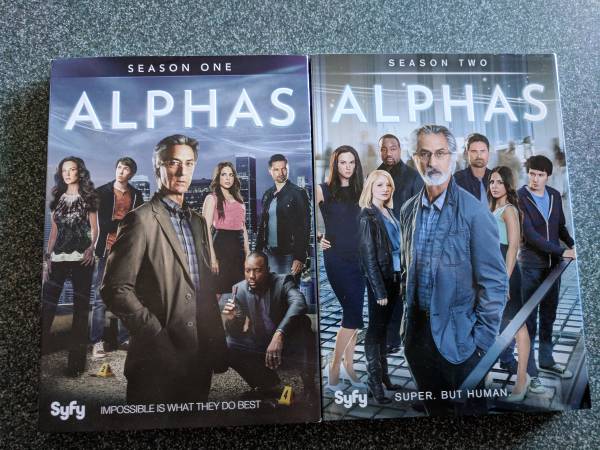 SEASON ONE
ALPHAS
Syfy
IMPOSSIBLE IS WHAT THEY DO BEST
SEASON TWO
ALPHAS
Syfy
SUPER. BUT HUMAN.